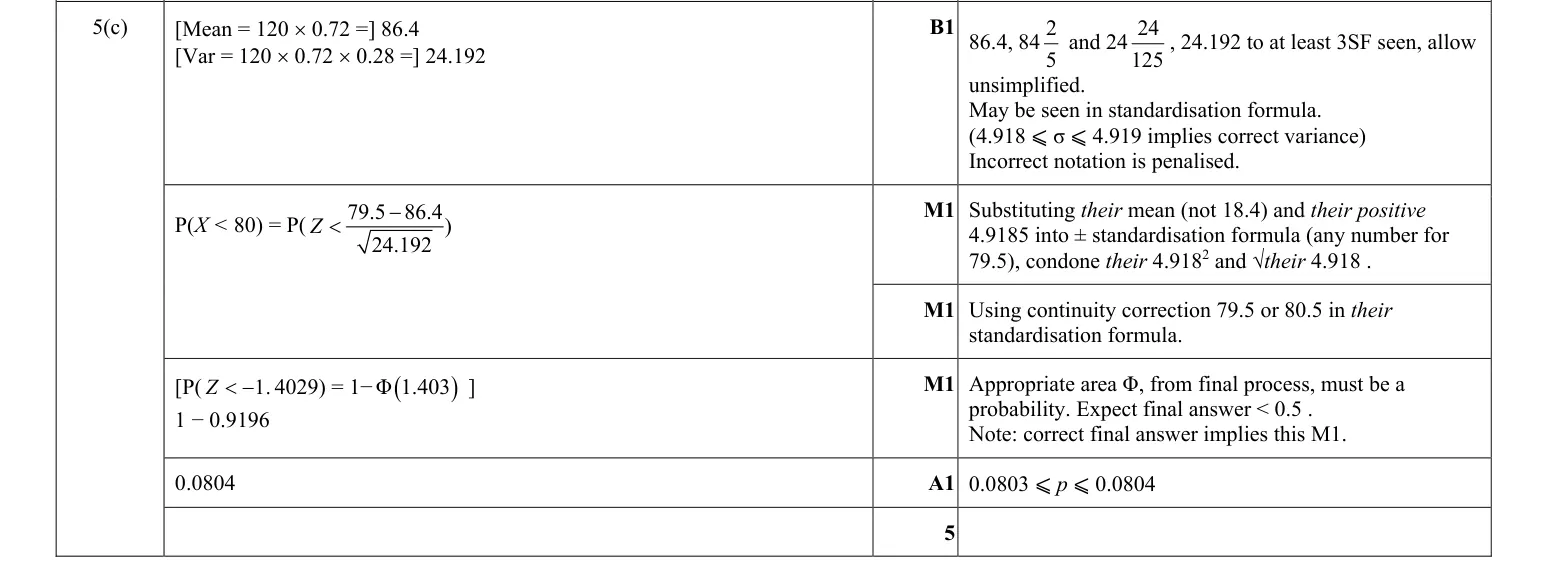 5(c)
[Mean = 120 × 0.72 =] 86.4
[Var = 120 × 0.72 × 0.28 =] 24.192
B1
86.4, 84 2/5 and 24 24/125 , 24.192 to at least 3SF seen, allow
unsimplified.
May be seen in standardisation formula.
(4.918 ⩽ σ ⩽ 4.919 implies correct variance)
Incorrect notation is penalised.
P(X < 80) = P( Z < (79.5 − 86.4)/√24.192 )
M1
Substituting their mean (not 18.4) and their positive
4.9185 into ± standardisation formula (any number for
79.5), condone their 4.918² and √their 4.918 .
M1
Using continuity correction 79.5 or 80.5 in their
standardisation formula.
[P( Z < −1.4029) = 1− Φ(1.403) ]
1 − 0.9196
M1
Appropriate area Φ, from final process, must be a
probability. Expect final answer < 0.5 .
Note: correct final answer implies this M1.
0.0804
A1
0.0803 ⩽ p ⩽ 0.0804
5